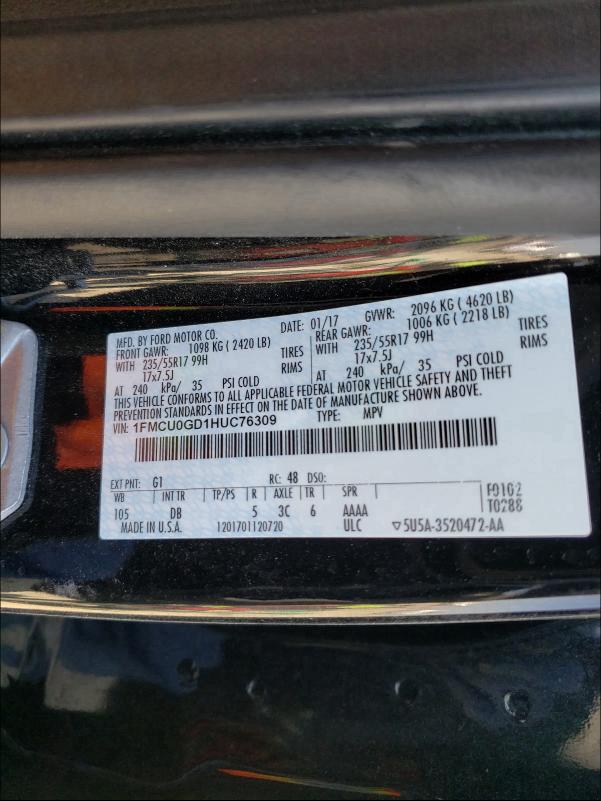 MFD. BY FORD MOTOR CO. DATE: 01/17 GVWR: 2096 KG ( 4620 LB)
FRONT GAWR: 1098 KG ( 2420 LB) REAR GAWR: 1006 KG ( 2218 LB)
WITH 235/55R17 99H TIRES 235/55R17 99H TIRES
17x7.5J RIMS 17x7.5J RIMS
AT 240 kPa/ 35 PSI COLD AT 240 kPa/ 35 PSI COLD
THIS VEHICLE CONFORMS TO ALL APPLICABLE FEDERAL MOTOR VEHICLE SAFETY AND THEFT
PREVENTION STANDARDS IN EFFECT ON THE DATE OF MANUFACTURE SHOWN ABOVE.
VIN: 1FMCU0GD1HUC76309 TYPE: MPV
EXT PNT: G1 RC: 48 DSO:
WB INT TR TP/PS R AXLE TR SPR F0102
105 DB 5 3C 6 AAAA T0288
MADE IN U.S.A. 1201701120720 ULC ▽5U5A-3520472-AA